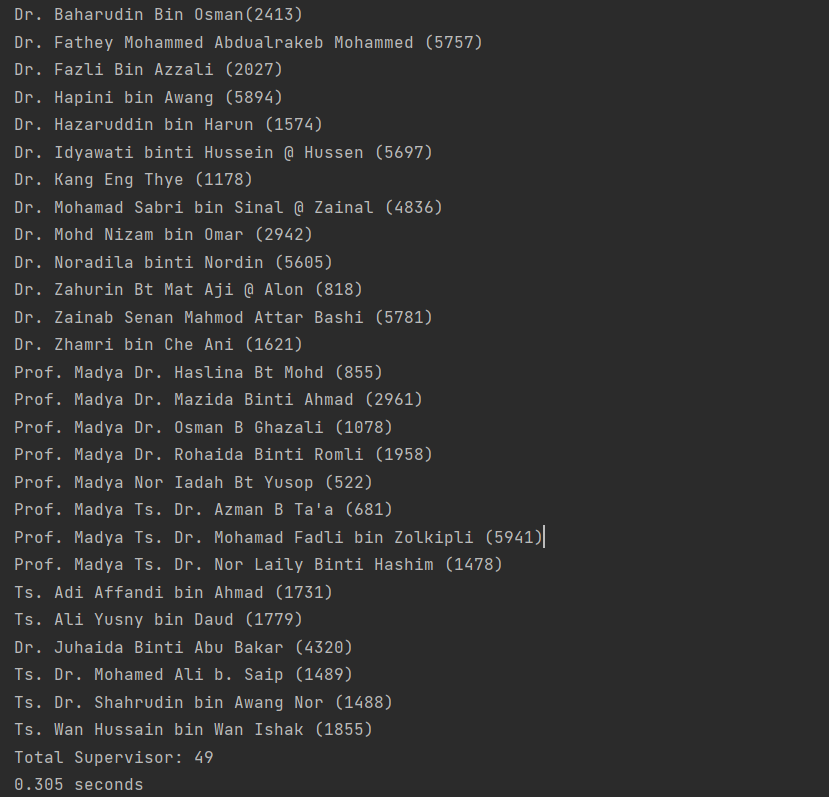 Dr. Baharudin Bin Osman(2413)
Dr. Fathey Mohammed Abdualrakeb Mohammed (5757)
Dr. Fazli Bin Azzali (2027)
Dr. Hapini bin Awang (5894)
Dr. Hazaruddin bin Harun (1574)
Dr. Idyawati binti Hussein @ Hussen (5697)
Dr. Kang Eng Thye (1178)
Dr. Mohamad Sabri bin Sinal @ Zainal (4836)
Dr. Mohd Nizam bin Omar (2942)
Dr. Noradila binti Nordin (5605)
Dr. Zahurin Bt Mat Aji @ Alon (818)
Dr. Zainab Senan Mahmod Attar Bashi (5781)
Dr. Zhamri bin Che Ani (1621)
Prof. Madya Dr. Haslina Bt Mohd (855)
Prof. Madya Dr. Mazida Binti Ahmad (2961)
Prof. Madya Dr. Osman B Ghazali (1078)
Prof. Madya Dr. Rohaida Binti Romli (1958)
Prof. Madya Nor Iadah Bt Yusop (522)
Prof. Madya Ts. Dr. Azman B Ta'a (681)
Prof. Madya Ts. Dr. Mohamad Fadli bin Zolkipli (5941)
Prof. Madya Ts. Dr. Nor Laily Binti Hashim (1478)
Ts. Adi Affandi bin Ahmad (1731)
Ts. Ali Yusny bin Daud (1779)
Dr. Juhaida Binti Abu Bakar (4320)
Ts. Dr. Mohamed Ali b. Saip (1489)
Ts. Dr. Shahrudin bin Awang Nor (1488)
Ts. Wan Hussain bin Wan Ishak (1855)
Total Supervisor: 49
0.305 seconds